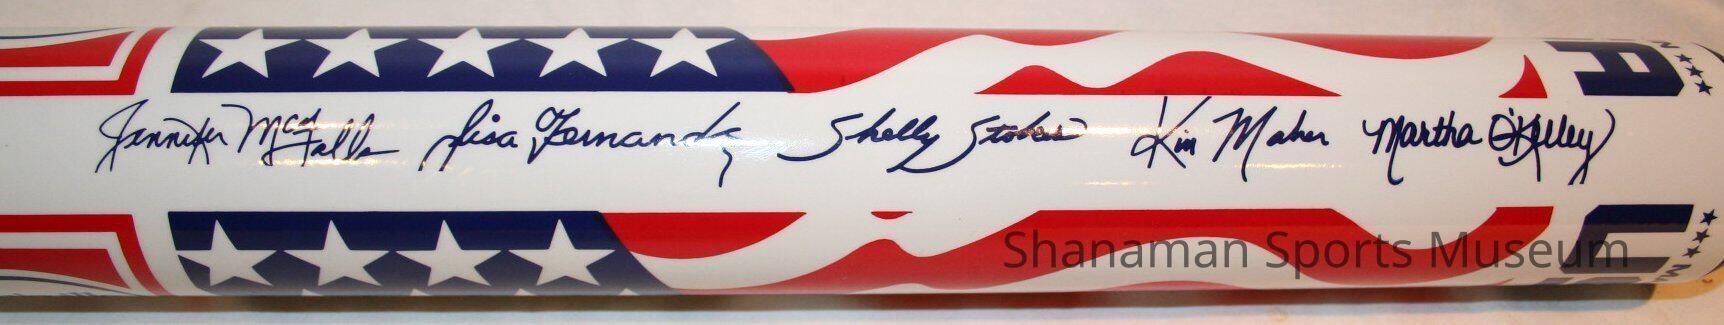 Jennifer McFalls Lisa Fernandez Shelly Stokes Kim Maher Martha O'Kelley
Shanaman Sports Museum